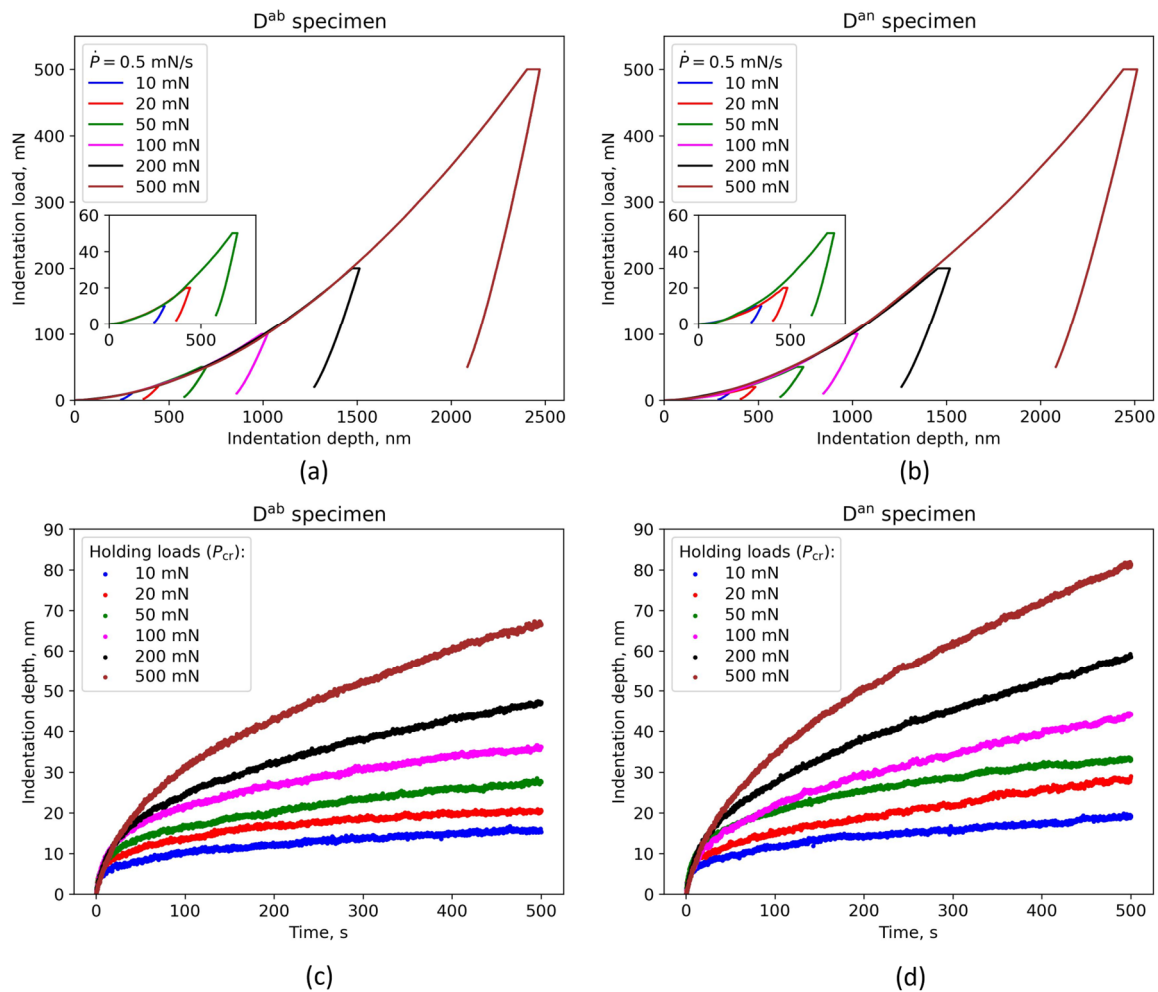 D^ab specimen
Ṗ = 0.5 mN/s
10 mN
20 mN
50 mN
100 mN
200 mN
500 mN
500
400
300
200
100
0
Indentation load, mN
60
40
20
0
0
500
0
500
1000
1500
2000
2500
Indentation depth, nm
(a)
D^an specimen
Ṗ = 0.5 mN/s
10 mN
20 mN
50 mN
100 mN
200 mN
500 mN
500
400
300
200
100
0
Indentation load, mN
60
40
20
0
0
500
0
500
1000
1500
2000
2500
Indentation depth, nm
(b)
D^ab specimen
Holding loads (P_cr):
10 mN
20 mN
50 mN
100 mN
200 mN
500 mN
90
80
70
60
50
40
30
20
10
0
Indentation depth, nm
0
100
200
300
400
500
Time, s
(c)
D^an specimen
Holding loads (P_cr):
10 mN
20 mN
50 mN
100 mN
200 mN
500 mN
90
80
70
60
50
40
30
20
10
0
Indentation depth, nm
0
100
200
300
400
500
Time, s
(d)